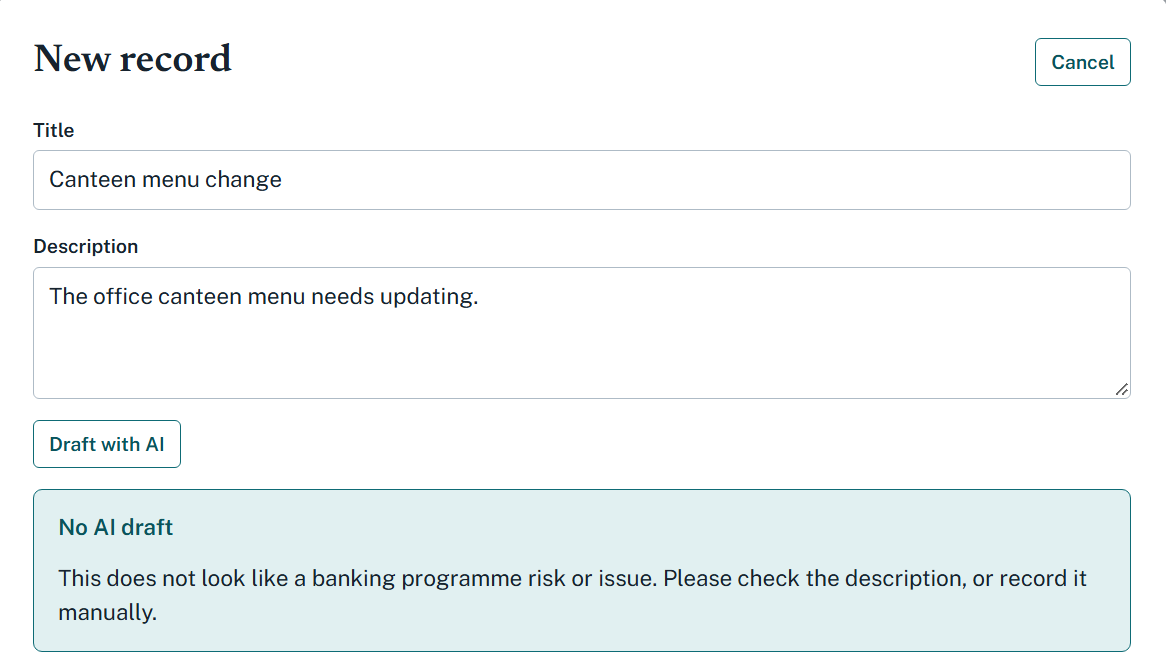 New record
Cancel
Title
Canteen menu change
Description
The office canteen menu needs updating.
Draft with AI
No AI draft
This does not look like a banking programme risk or issue. Please check the description, or record it
manually.